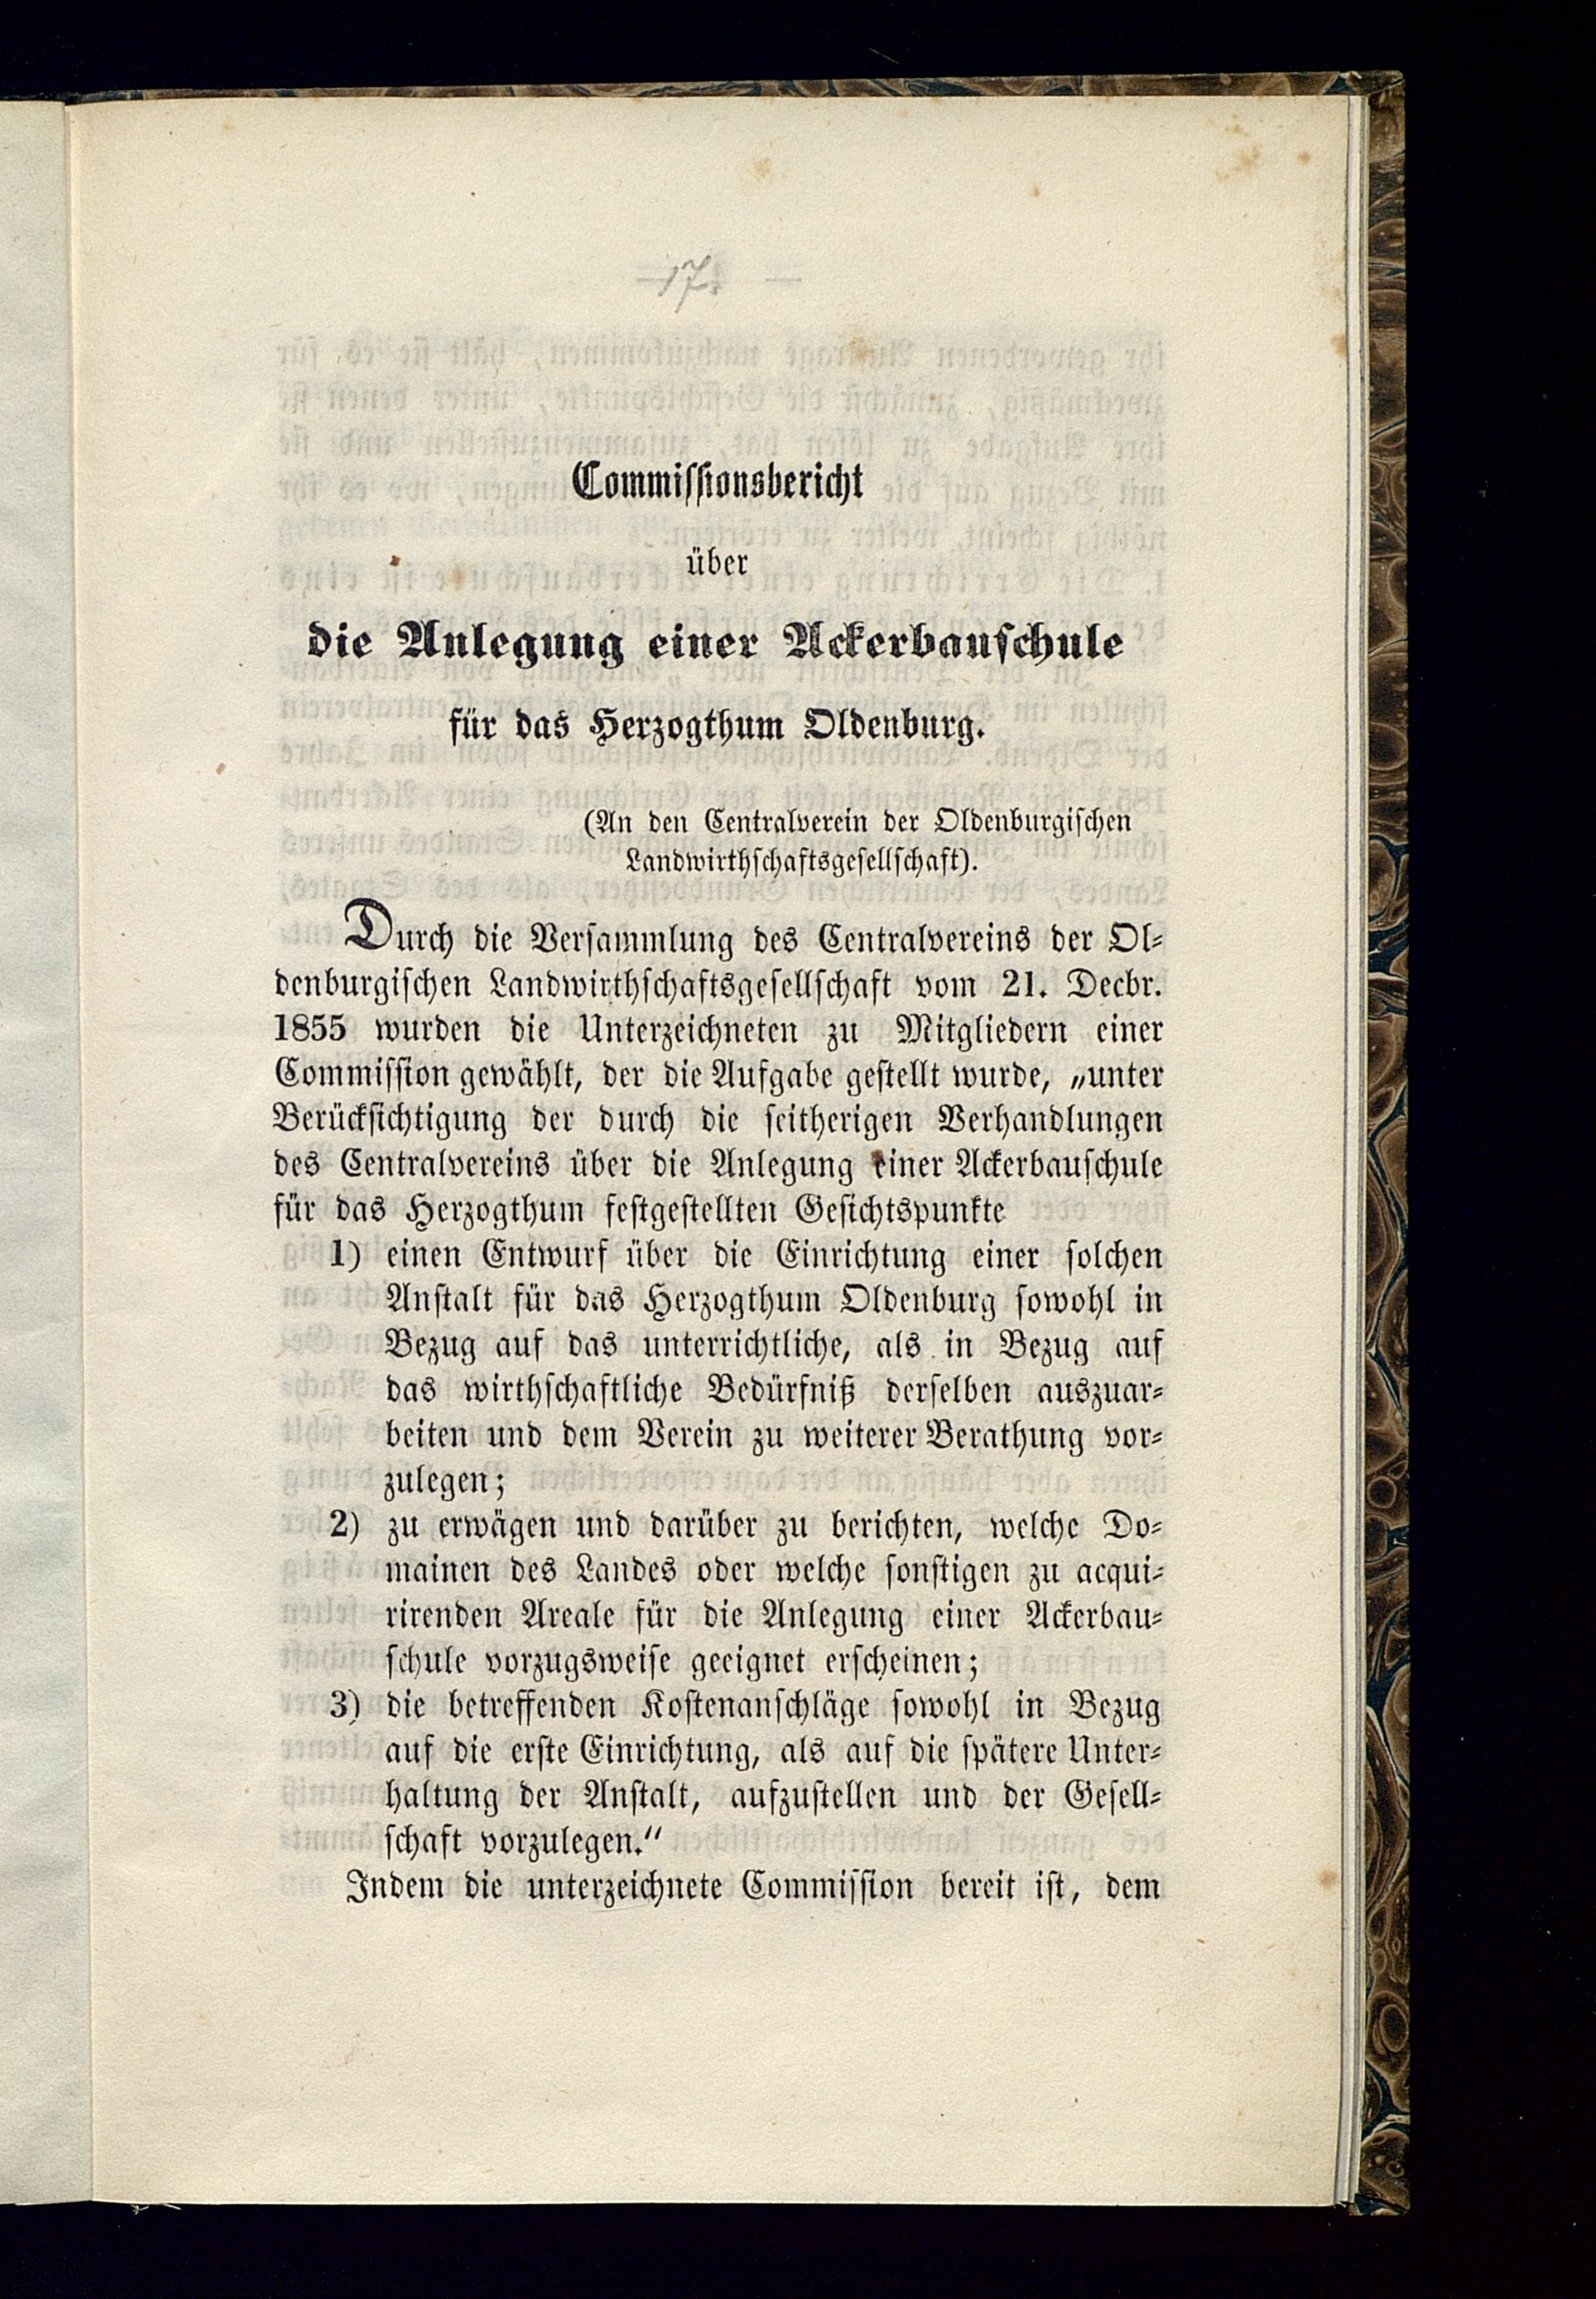 17.
Commissionsbericht
über
die Anlegung einer Ackerbauschule
für das Herzogthum Oldenburg.
(An den Centralverein der Oldenburgischen
Landwirthschaftsgesellschaft).
Durch die Versammlung des Centralvereins der Ol-
denburgischen Landwirthschaftsgesellschaft vom 21. Decbr.
1855 wurden die Unterzeichneten zu Mitgliedern einer
Commission gewählt, der die Aufgabe gestellt wurde, „unter
Berücksichtigung der durch die seitherigen Verhandlungen
des Centralvereins über die Anlegung einer Ackerbauschule
für das Herzogthum festgestellten Gesichtspunkte
1) einen Entwurf über die Einrichtung einer solchen
Anstalt für das Herzogthum Oldenburg sowohl in
Bezug auf das unterrichtliche, als in Bezug auf
das wirthschaftliche Bedürfniß derselben auszuar-
beiten und dem Verein zu weiterer Berathung vor-
zulegen;
2) zu erwägen und darüber zu berichten, welche Do-
mainen des Landes oder welche sonstigen zu acqui-
rirenden Areale für die Anlegung einer Ackerbau-
schule vorzugsweise geeignet erscheinen;
3) die betreffenden Kostenanschläge sowohl in Bezug
auf die erste Einrichtung, als auf die spätere Unter-
haltung der Anstalt, aufzustellen und der Gesell-
schaft vorzulegen.“
Indem die unterzeichnete Commission bereit ist, dem